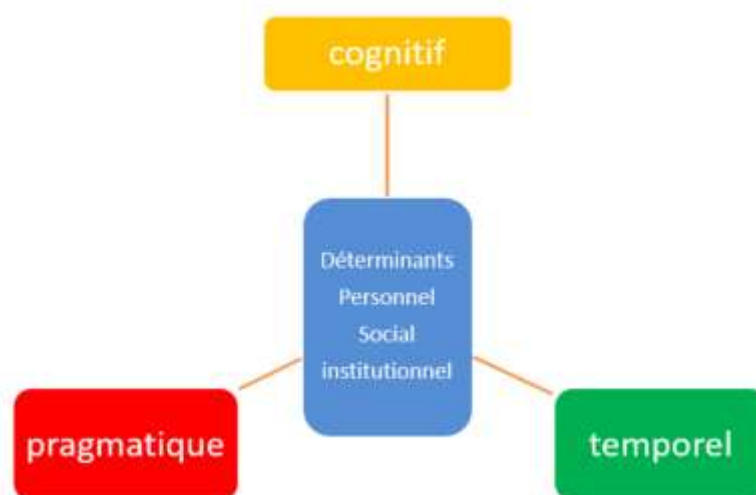 cognitif
Déterminants
Personnel
Social
institutionnel
pragmatique
temporel